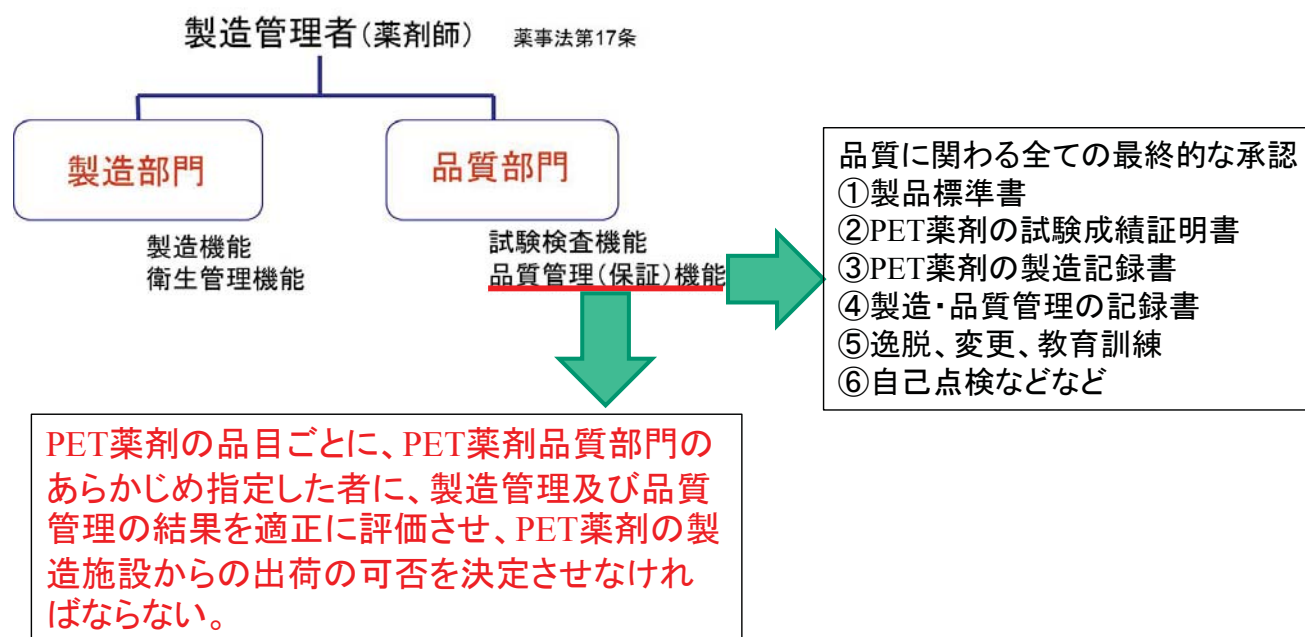 製造管理者(薬剤師) 薬事法第17条
製造部門
品質部門
製造機能
衛生管理機能
試験検査機能
品質管理(保証)機能
品質に関わる全ての最終的な承認
①製品標準書
②PET薬剤の試験成績証明書
③PET薬剤の製造記録書
④製造・品質管理の記録書
⑤逸脱、変更、教育訓練
⑥自己点検などなど
PET薬剤の品目ごとに、PET薬剤品質部門の
あらかじめ指定した者に、製造管理及び品質
管理の結果を適正に評価させ、PET薬剤の製
造施設からの出荷の可否を決定させなけれ
ばならない。